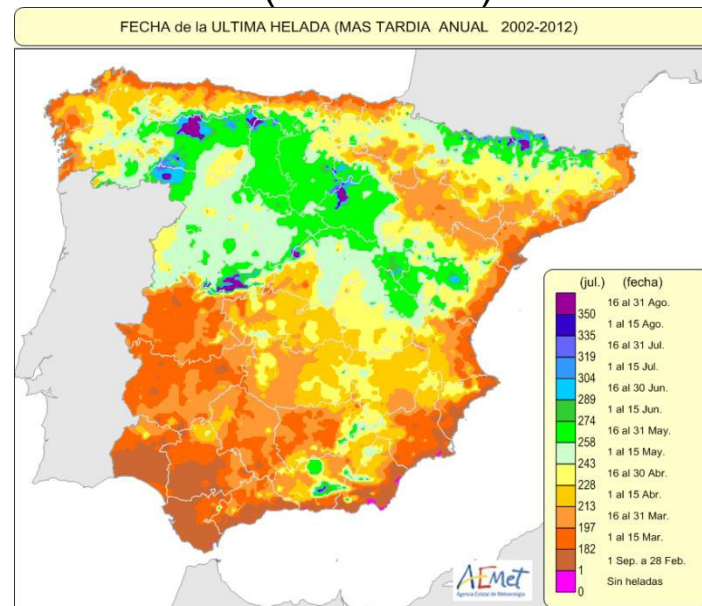 FECHA de la ULTIMA HELADA (MAS TARDIA ANUAL 2002-2012)
(jul.) (fecha)
16 al 31 Ago.
350
1 al 15 Ago.
335
16 al 31 Jul.
319
1 al 15 Jul.
304
16 al 30 Jun.
289
1 al 15 Jun.
274
16 al 31 May.
258
1 al 15 May.
243
16 al 30 Abr.
228
1 al 15 Abr.
213
16 al 31 Mar.
197
1 al 15 Mar.
182
1 Sep. a 28 Feb.
1
Sin heladas
0
AEMet
Agencia Estatal de Meteorología